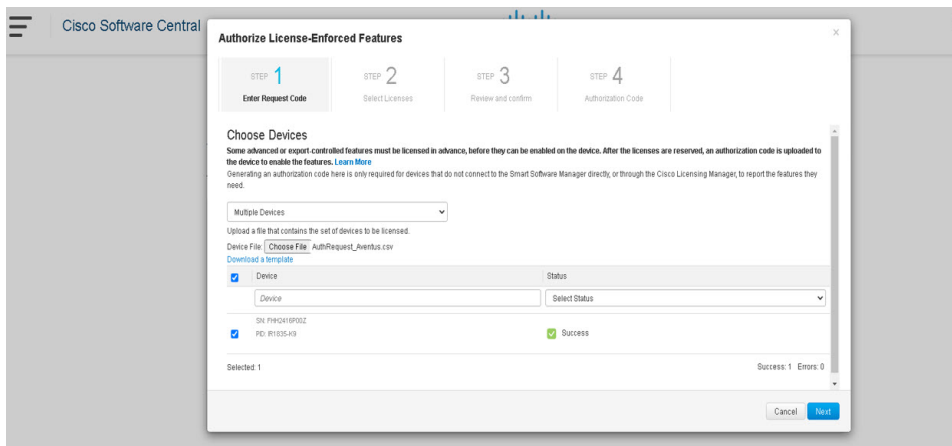 Cisco Software Central
Authorize License-Enforced Features
×
STEP 1
Enter Request Code
STEP 2
Select Licenses
STEP 3
Review and confirm
STEP 4
Authorization Code
Choose Devices
Some advanced or export-controlled features must be licensed in advance, before they can be enabled on the device. After the licenses are reserved, an authorization code is uploaded to
the device to enable the features. Learn More
Generating an authorization code here is only required for devices that do not connect to the Smart Software Manager directly, or through the Cisco Licensing Manager, to report the features they
need.
Multiple Devices
Upload a file that contains the set of devices to be licensed.
Device File: Choose File AuthRequest_Aventus.csv
Download a template
Device Status
Device Select Status
SN: FHH2416P00Z
PID: IR1835-K9
Success
Selected: 1 Success: 1 Errors: 0
Cancel Next